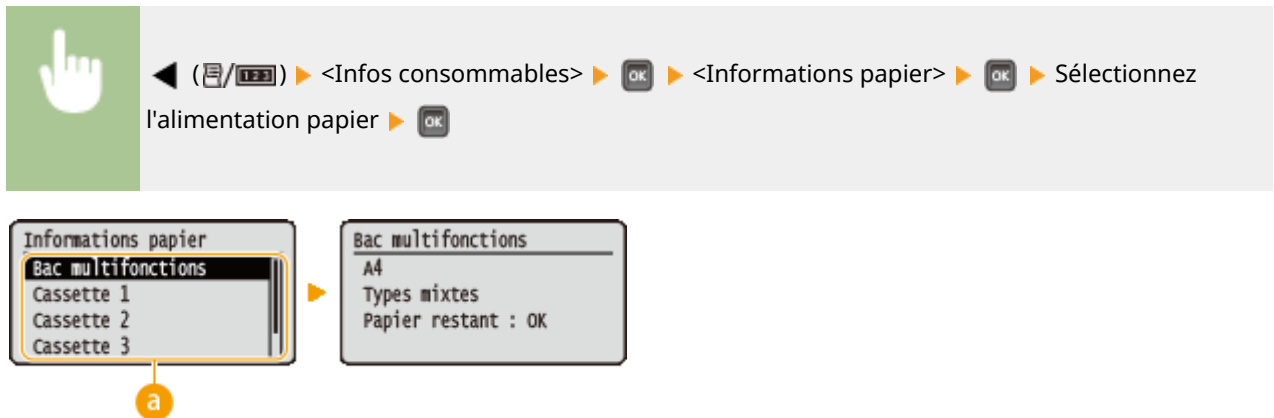 ◀ (/123) ▶ <Infos consommables> ▶ OK ▶ <Informations papier> ▶ OK ▶ Sélectionnez
l'alimentation papier ▶ OK
Informations papier
Bac multifonctions
Cassette 1
Cassette 2
Cassette 3
a
Bac multifonctions
A4
Types mixtes
Papier restant : OK